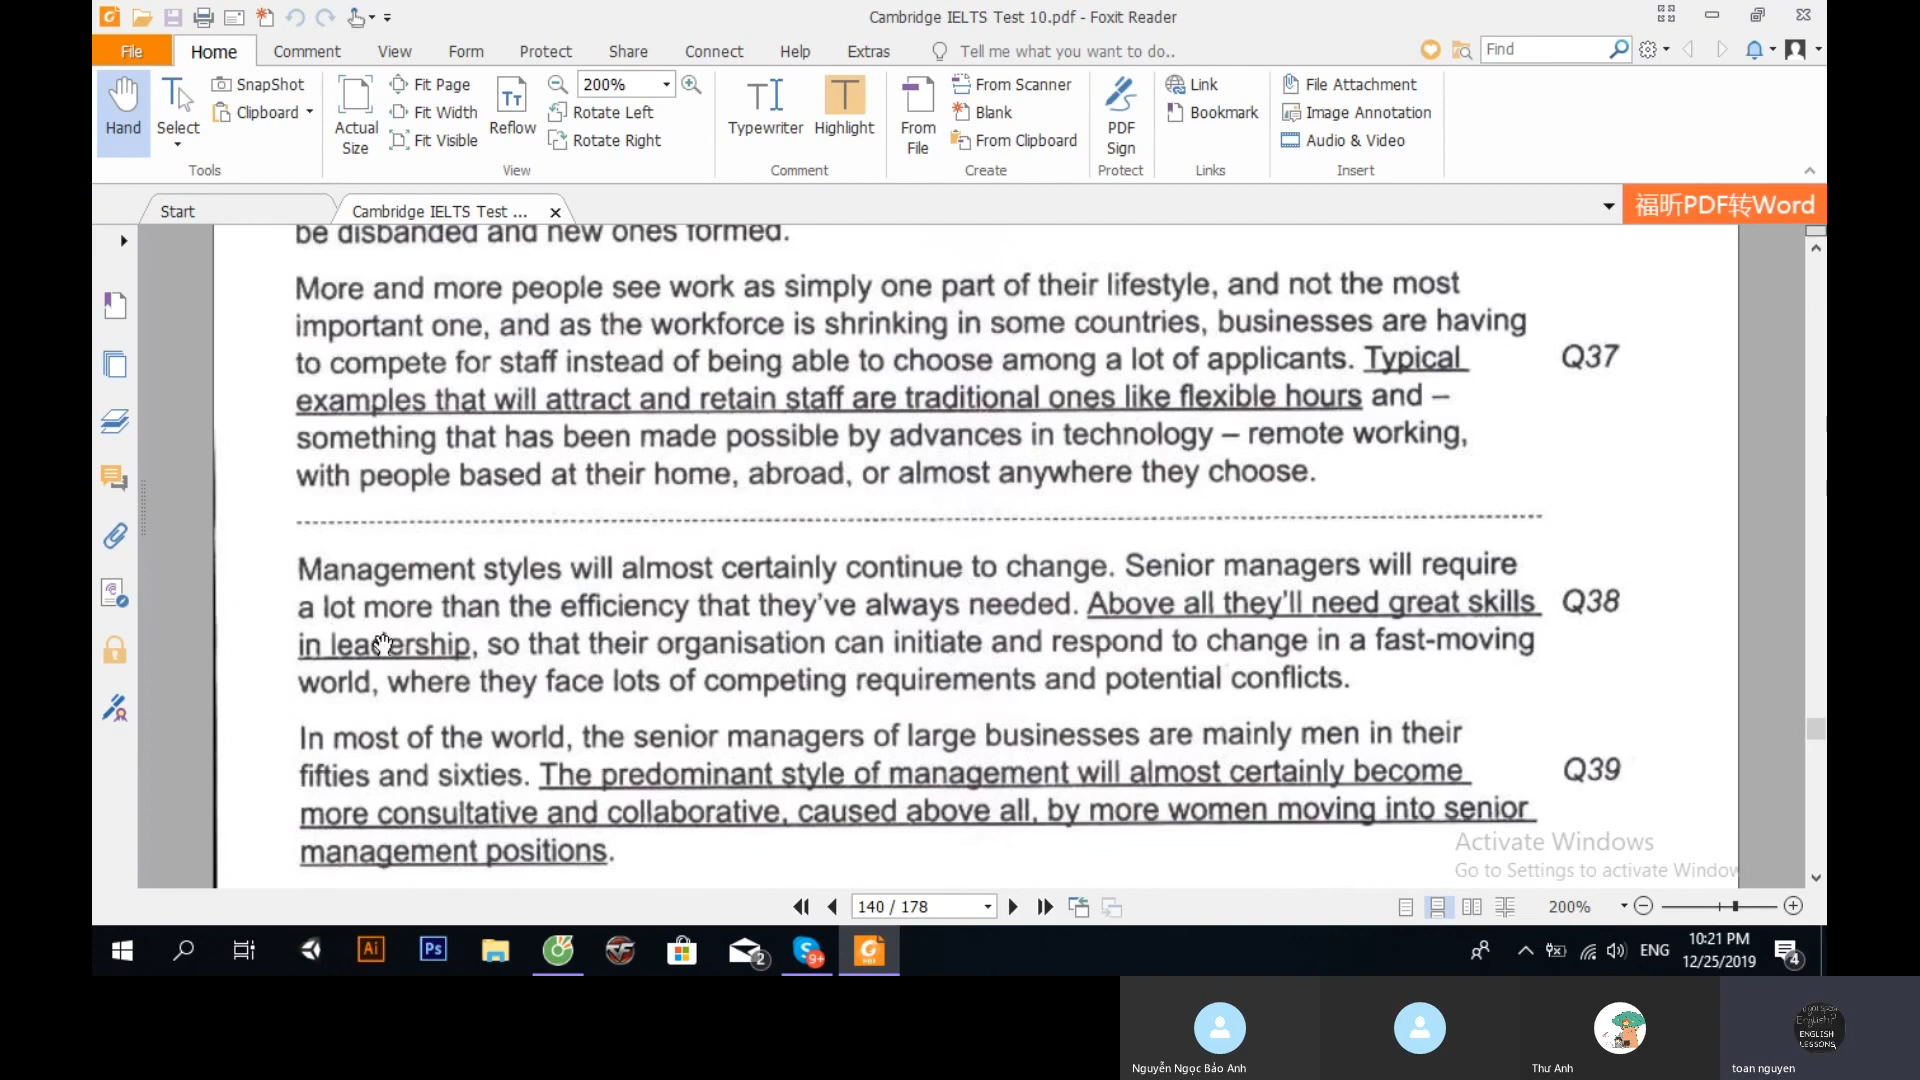 Cambridge IELTS Test 10.pdf - Foxit Reader
File Home Comment View Form Protect Share Connect Help Extras Tell me what you want to do.. Find
Hand
Select
SnapShot
Clipboard
Tools
Actual Size
Fit Page
Fit Width
Fit Visible
Reflow
200%
Rotate Left
Rotate Right
View
Typewriter
Highlight
Comment
From File
From Scanner
Blank
From Clipboard
Create
PDF Sign
Protect
Link
Bookmark
Links
File Attachment
Image Annotation
Audio & Video
Insert
Start
Cambridge IELTS Test ...
福昕PDF转Word
be disbanded and new ones formed.
More and more people see work as simply one part of their lifestyle, and not the most
important one, and as the workforce is shrinking in some countries, businesses are having
to compete for staff instead of being able to choose among a lot of applicants. Typical Q37
examples that will attract and retain staff are traditional ones like flexible hours and –
something that has been made possible by advances in technology – remote working,
with people based at their home, abroad, or almost anywhere they choose.
Management styles will almost certainly continue to change. Senior managers will require
a lot more than the efficiency that they've always needed. Above all they'll need great skills Q38
in leadership, so that their organisation can initiate and respond to change in a fast-moving
world, where they face lots of competing requirements and potential conflicts.
In most of the world, the senior managers of large businesses are mainly men in their
fifties and sixties. The predominant style of management will almost certainly become Q39
more consultative and collaborative, caused above all, by more women moving into senior
management positions.
Activate Windows
Go to Settings to activate Window
140 / 178
200%
Ai
Ps
2
9+
ENG
10:21 PM
12/25/2019
4
English?
ENGLISH
LESSONS
Nguyễn Ngọc Bảo Anh
Thư Anh
toan nguyen